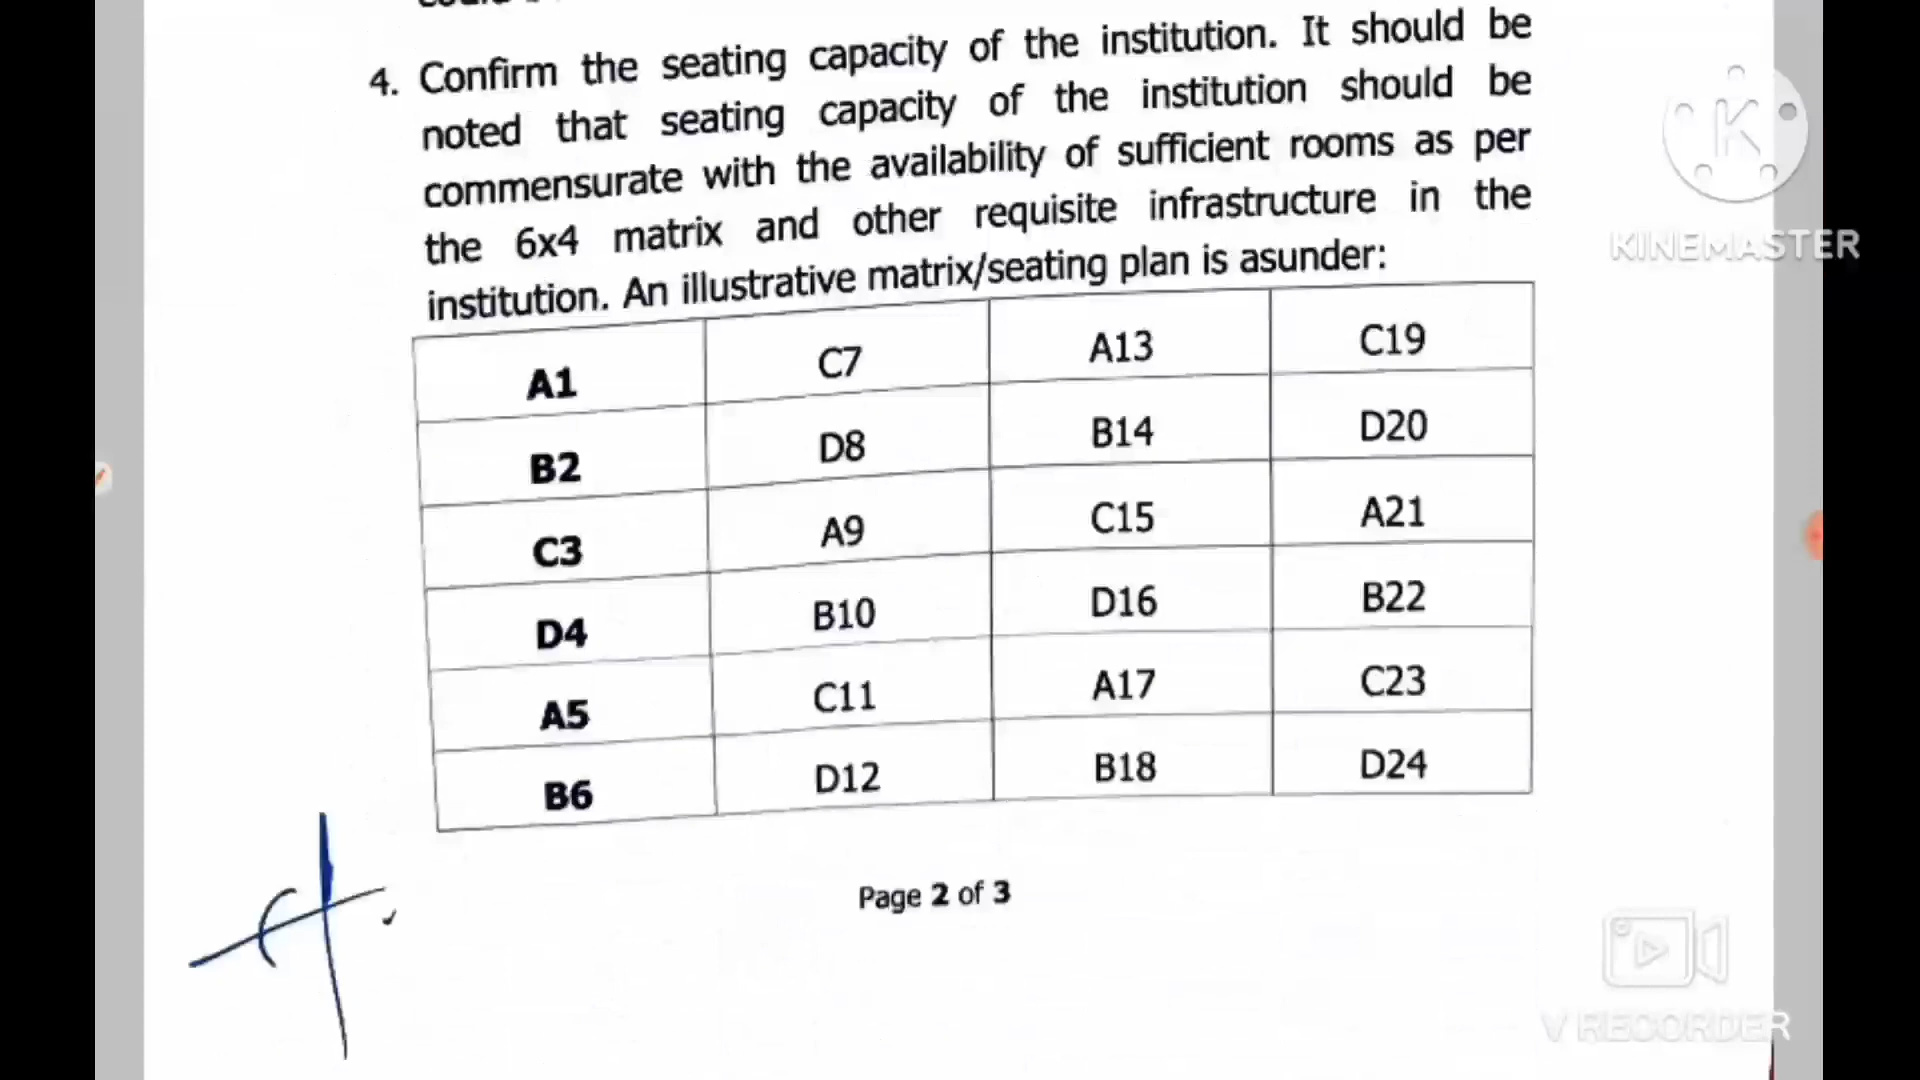 4. Confirm the seating capacity of the institution. It should be
noted that seating capacity of the institution should be
commensurate with the availability of sufficient rooms as per
the 6x4 matrix and other requisite infrastructure in the
institution. An illustrative matrix/seating plan is asunder:
A1 C7 A13 C19
B2 D8 B14 D20
C3 A9 C15 A21
D4 B10 D16 B22
A5 C11 A17 C23
B6 D12 B18 D24
Page 2 of 3
K
KINEMASTER
V RECORDER